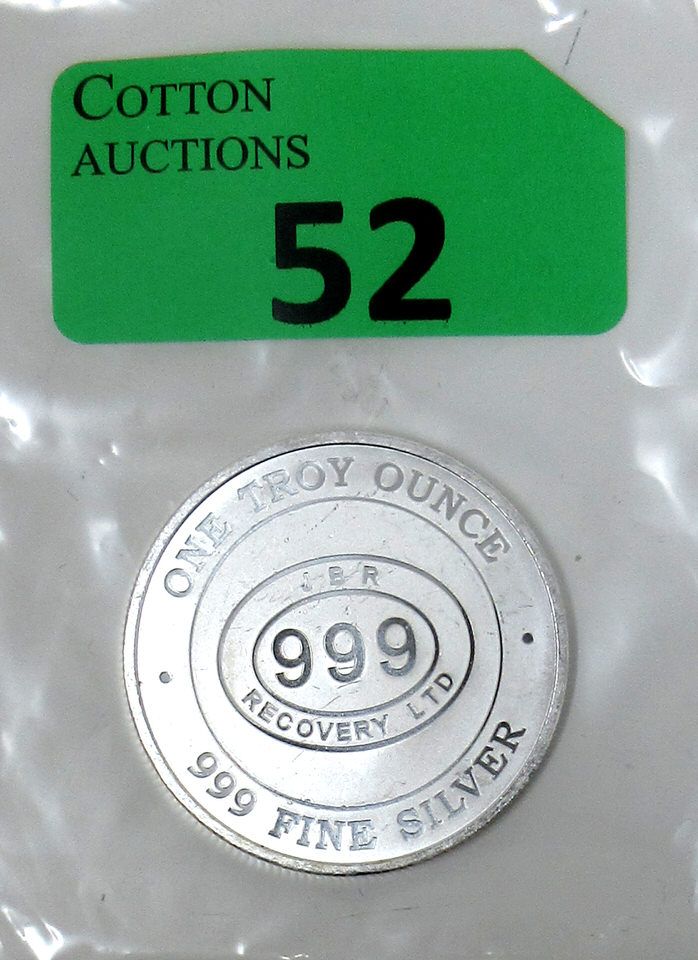 COTTON
AUCTIONS
52
ONE TROY OUNCE
JBR
999
RECOVERY LTD
999 FINE SILVER